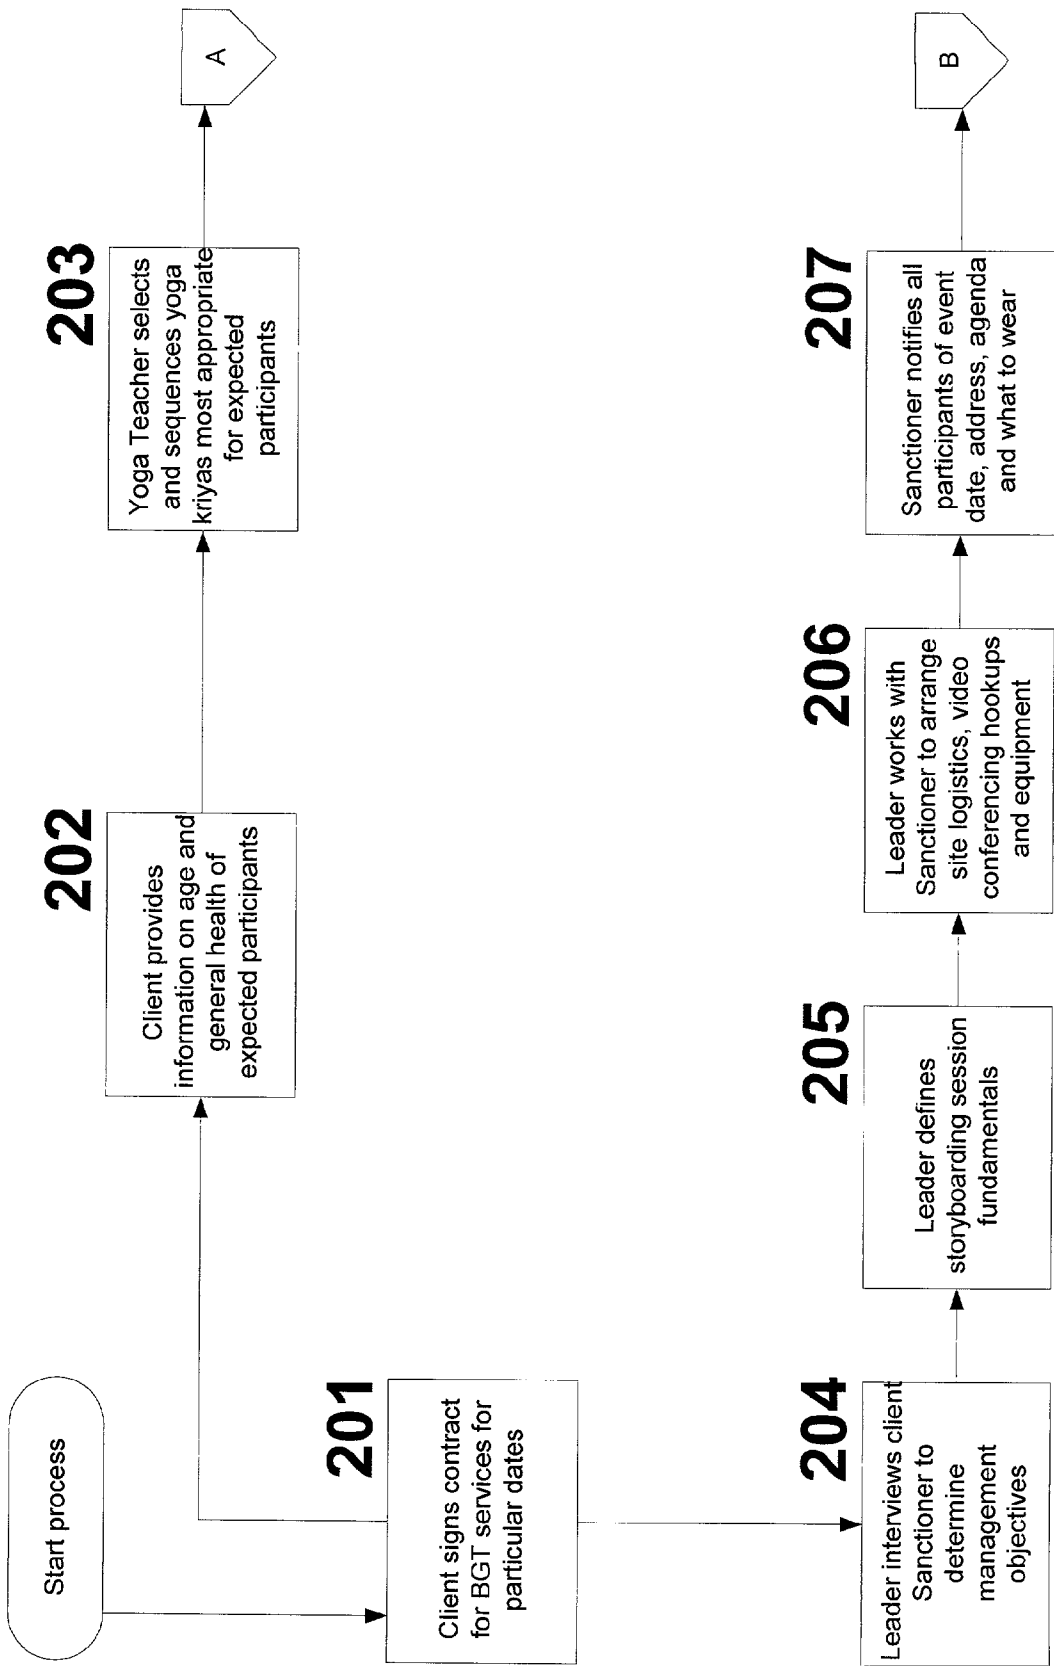 Start process
201
Client signs contract
for BGT services for
particular dates
202
Client provides
information on age and
general health of
expected participants
203
Yoga Teacher selects
and sequences yoga
kriyas most appropriate
for expected
participants
A
204
Leader interviews client
Sanctioner to
determine
management
objectives
205
Leader defines
storyboarding session
fundamentals
206
Leader works with
Sanctioner to arrange
site logistics, video
conferencing hookups
and equipment
207
Sanctioner notifies all
participants of event
date, address, agenda
and what to wear
B